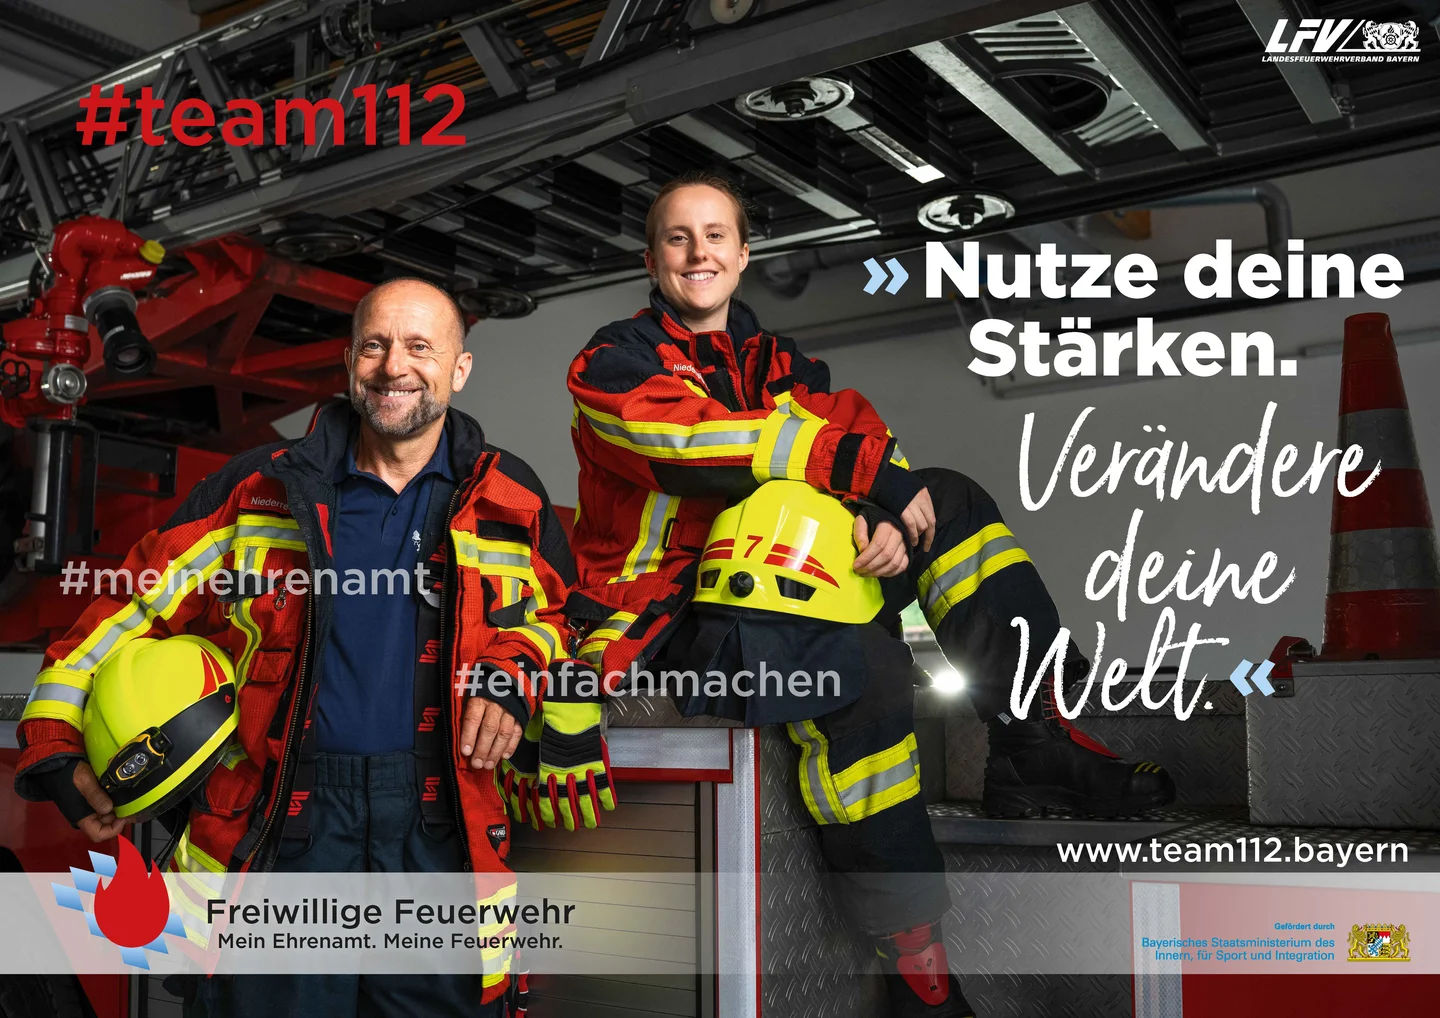 LFV
LANDESFEUERWEHRVERBAND BAYERN
#team112
» Nutze deine
Stärken.
Verändere
deine
Welt. «
7
#meinehrenamt
#einfachmachen
www.team112.bayern
Freiwillige Feuerwehr
Mein Ehrenamt. Meine Feuerwehr.
Gefördert durch
Bayerisches Staatsministerium des
Innern, für Sport und Integration